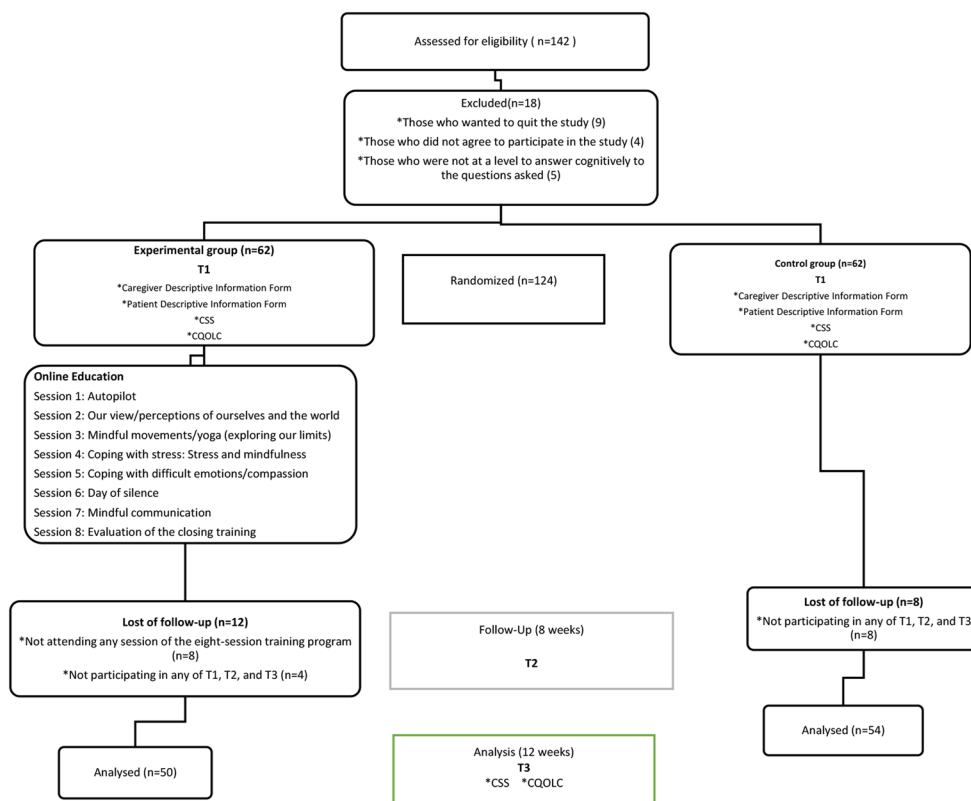 Assessed for eligibility ( n=142 )
Excluded(n=18)
*Those who wanted to quit the study (9)
*Those who did not agree to participate in the study (4)
*Those who were not at a level to answer cognitively to
the questions asked (5)
Experimental group (n=62)
T1
*Caregiver Descriptive Information Form
*Patient Descriptive Information Form
*CSS
*CQOLC
Randomized (n=124)
Control group (n=62)
T1
*Caregiver Descriptive Information Form
*Patient Descriptive Information Form
*CSS
*CQOLC
Online Education
Session 1: Autopilot
Session 2: Our view/perceptions of ourselves and the world
Session 3: Mindful movements/yoga (exploring our limits)
Session 4: Coping with stress: Stress and mindfulness
Session 5: Coping with difficult emotions/compassion
Session 6: Day of silence
Session 7: Mindful communication
Session 8: Evaluation of the closing training
Lost of follow-up (n=12)
*Not attending any session of the eight-session training program
(n=8)
*Not participating in any of T1, T2, and T3 (n=4)
Follow-Up (8 weeks)
T2
Lost of follow-up (n=8)
*Not participating in any of T1, T2, and T3
(n=8)
Analysed (n=50)
Analysis (12 weeks)
T3
*CSS *CQOLC
Analysed (n=54)